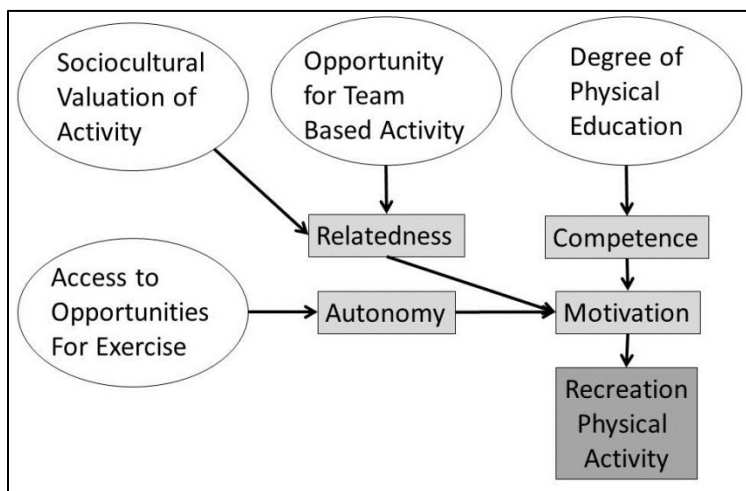 Sociocultural
Valuation of
Activity
Opportunity
for Team
Based Activity
Degree of
Physical
Education
Relatedness
Competence
Access to
Opportunities
For Exercise
Autonomy
Motivation
Recreation
Physical
Activity